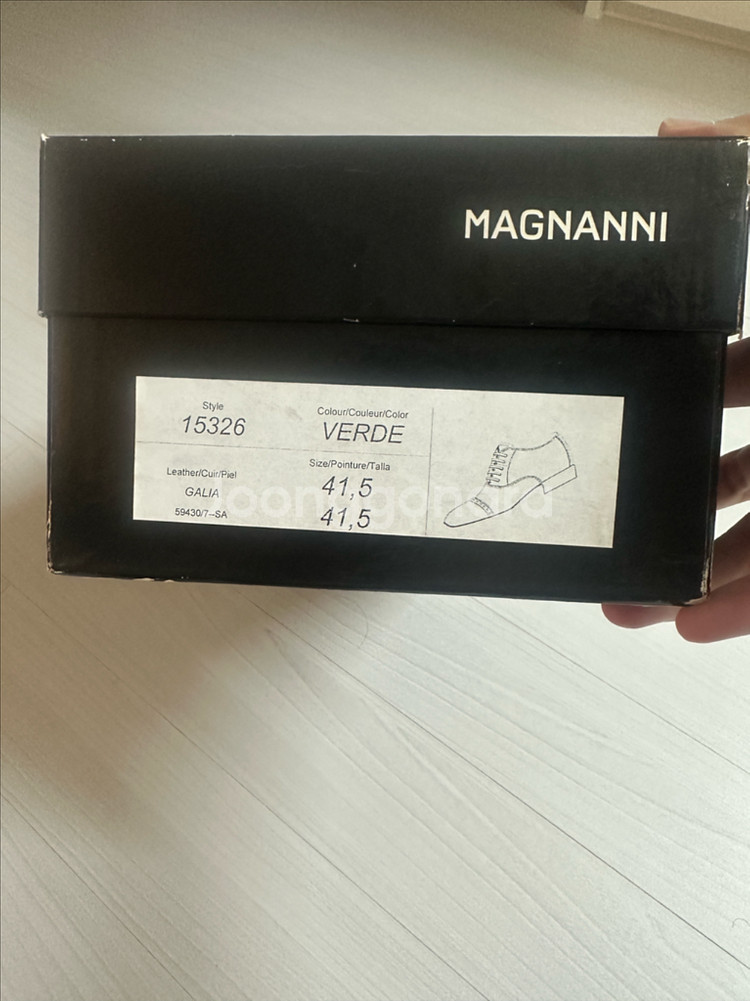 MAGNANNI
Style
15326
Colour/Couleur/Color
VERDE
Leather/Cuir/Piel
GALIA
59430/7--SA
Size/Pointure/Talla
41,5
41,5